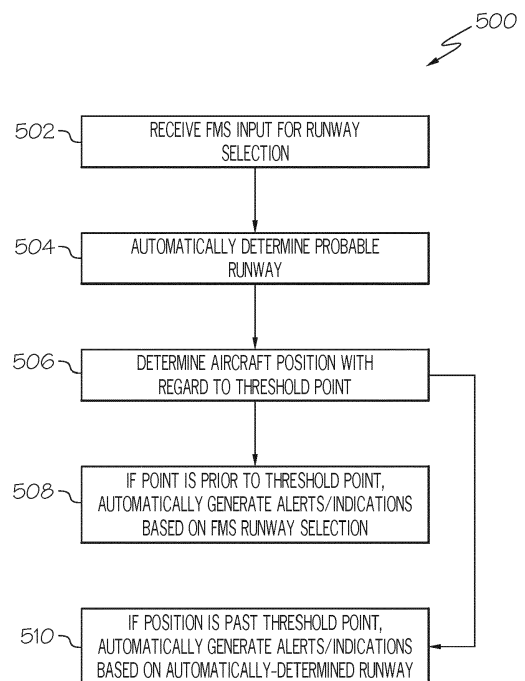 500
502
RECEIVE FMS INPUT FOR RUNWAY
SELECTION
504
AUTOMATICALLY DETERMINE PROBABLE
RUNWAY
506
DETERMINE AIRCRAFT POSITION WITH
REGARD TO THRESHOLD POINT
508
IF POINT IS PRIOR TO THRESHOLD POINT,
AUTOMATICALLY GENERATE ALERTS/INDICATIONS
BASED ON FMS RUNWAY SELECTION
510
IF POSITION IS PAST THRESHOLD POINT,
AUTOMATICALLY GENERATE ALERTS/INDICATIONS
BASED ON AUTOMATICALLY-DETERMINED RUNWAY